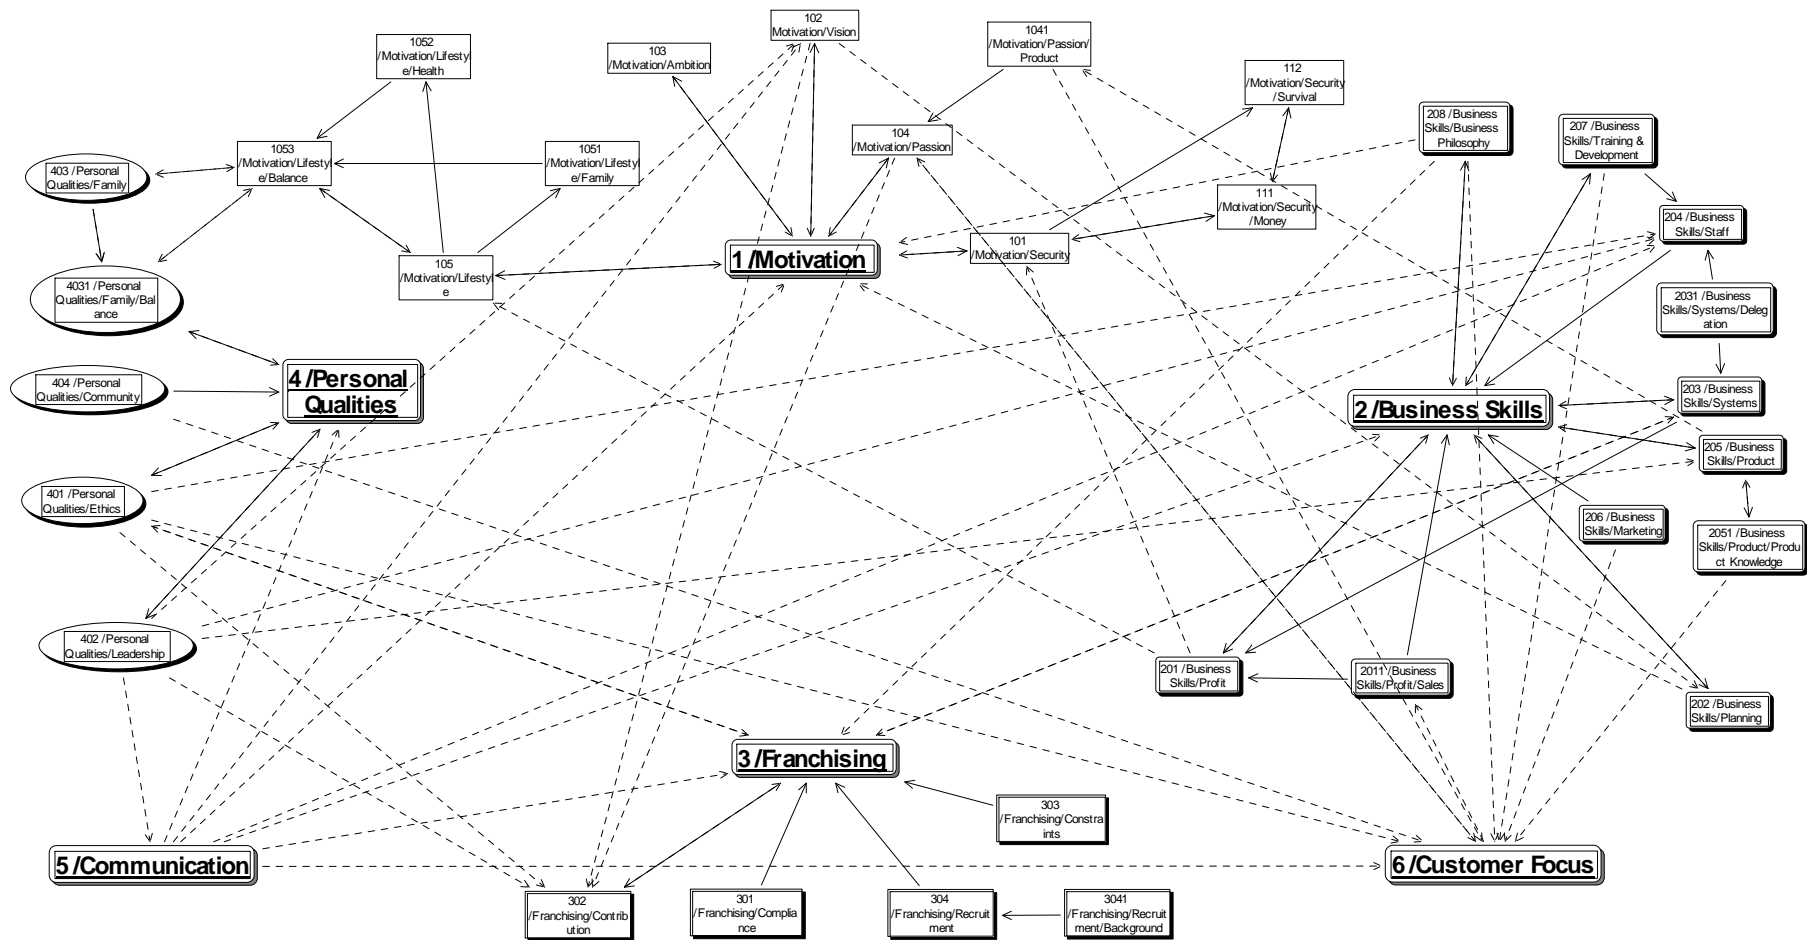 102
Motivation/Vision
1041
/Motivation/Passion/
Product
1052
/Motivation/Lifestyl
e/Health
103
/Motivation/Ambition
112
/Motivation/Security
/Survival
208 /Business
Skills/Business
Philosophy
207 /Business
Skills/Training &
Development
104
/Motivation/Passion
1053
/Motivation/Lifestyl
e/Balance
1051
/Motivation/Lifestyl
e/Family
403 /Personal
Qualities/Family
111
/Motivation/Security
/Money
204 /Business
Skills/Staff
1 /Motivation
101
/Motivation/Security
105
/Motivation/Lifestyl
e
4031 /Personal
Qualities/Family/Bal
ance
2031 /Business
Skills/Systems/Deleg
ation
4 /Personal
Qualities
404 /Personal
Qualities/Community
2 /Business Skills
203 /Business
Skills/Systems
205 /Business
Skills/Product
401 /Personal
Qualities/Ethics
206 /Business
Skills/Marketing
2051 /Business
Skills/Product/Produ
ct Knowledge
402 /Personal
Qualities/Leadership
201 /Business
Skills/Profit
2011 /Business
Skills/Profit/Sales
202 /Business
Skills/Planning
3 /Franchising
303
/Franchising/Constra
ints
5 /Communication
6 /Customer Focus
302
/Franchising/Contrib
ution
301
/Franchising/Complia
nce
304
/Franchising/Recruit
ment
3041
/Franchising/Recruit
ment/Background